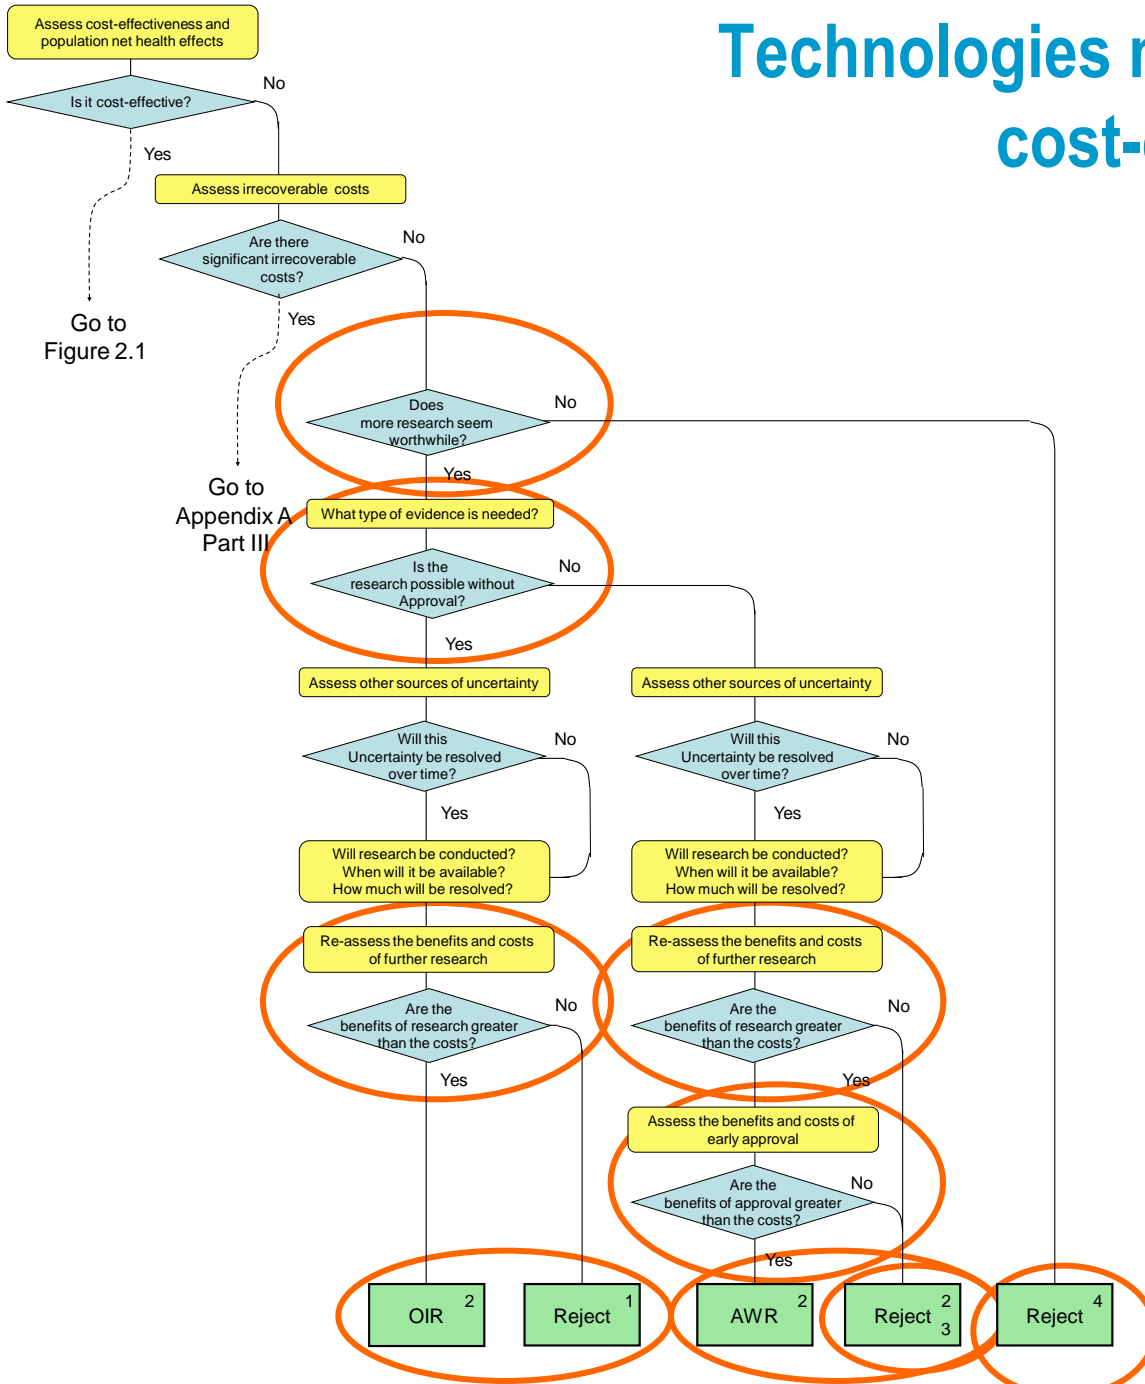 Technologies
cost-
Assess cost-effectiveness and
population net health effects
Is it cost-effective?
No
Yes
Assess irrecoverable costs
Are there
significant irrecoverable
costs?
No
Yes
Go to
Figure 2.1
Does
more research seem
worthwhile?
No
Yes
Go to
Appendix A
Part III
What type of evidence is needed?
Is the
research possible without
Approval?
No
Yes
Assess other sources of uncertainty
Assess other sources of uncertainty
Will this
Uncertainty be resolved
over time?
No
Yes
Will this
Uncertainty be resolved
over time?
No
Yes
Will research be conducted?
When will it be available?
How much will be resolved?
Will research be conducted?
When will it be available?
How much will be resolved?
Re-assess the benefits and costs
of further research
Re-assess the benefits and costs
of further research
Are the
benefits of research greater
than the costs?
No
Yes
Are the
benefits of research greater
than the costs?
No
Yes
Assess the benefits and costs of
early approval
Are the
benefits of approval greater
than the costs?
No
Yes
OIR 2
Reject 1
AWR 2
Reject 2
3
Reject 4